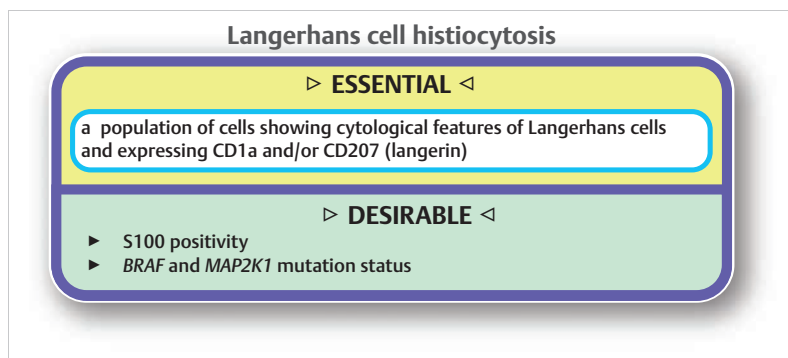 Langerhans cell histiocytosis
▷ ESSENTIAL ◁
a population of cells showing cytological features of Langerhans cells
and expressing CD1a and/or CD207 (langerin)
▷ DESIRABLE ◁
► S100 positivity
► BRAF and MAP2K1 mutation status